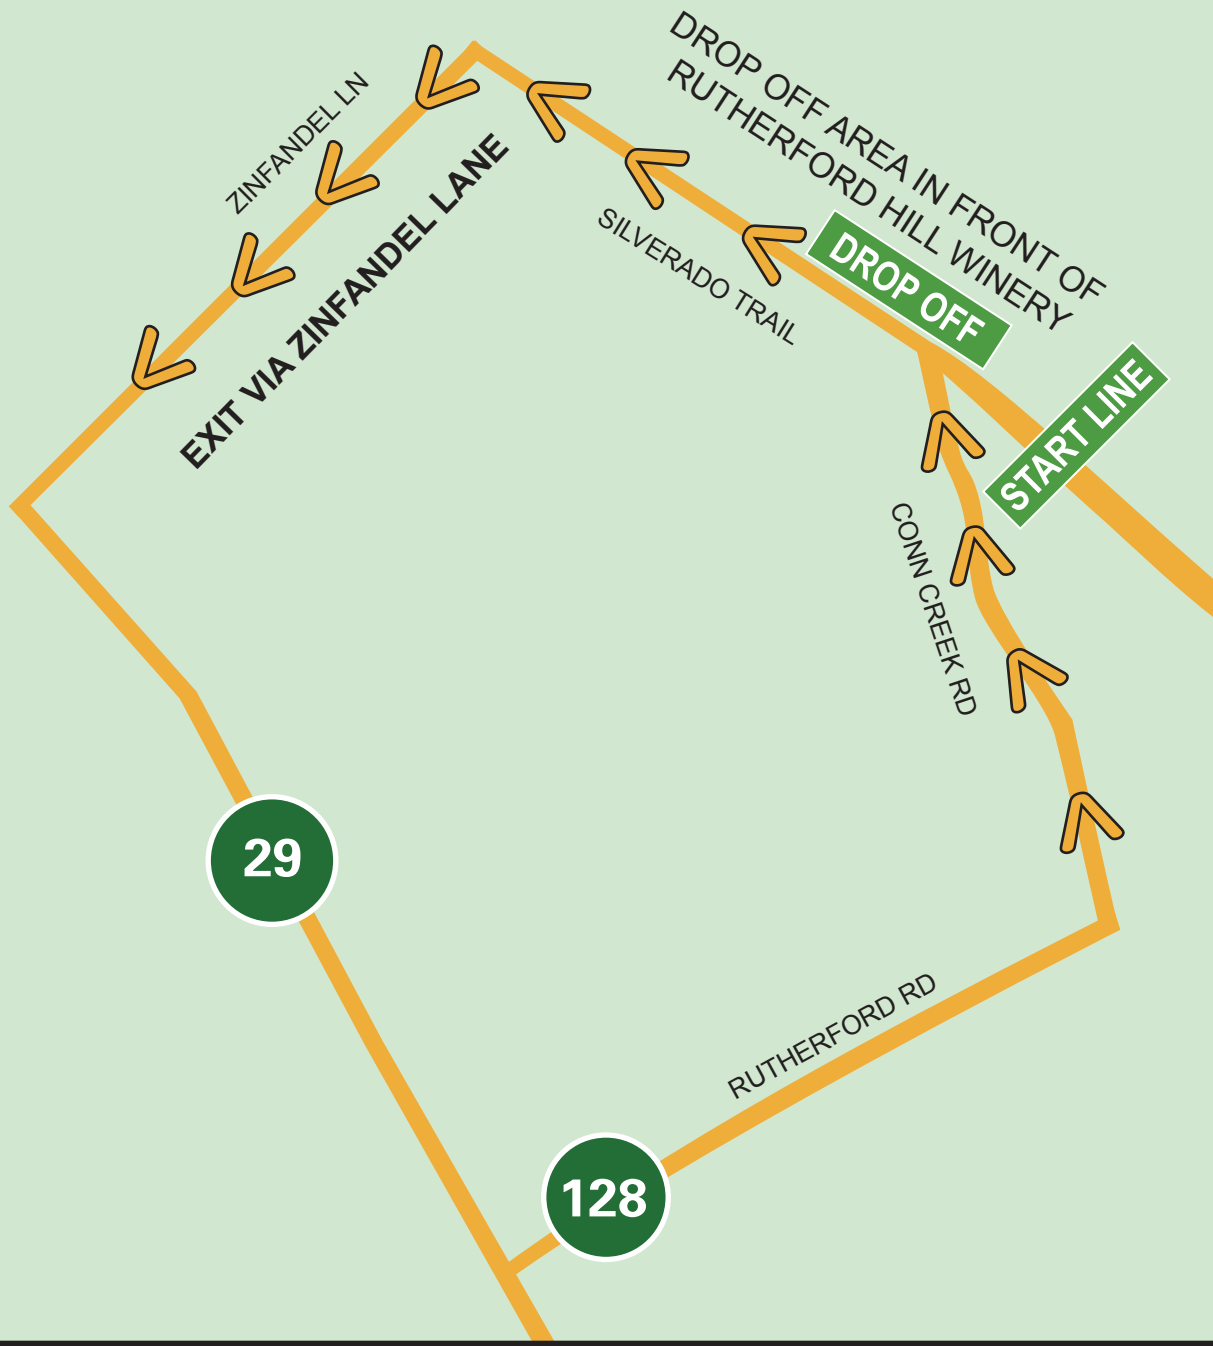 DROP OFF AREA IN FRONT OF
RUTHERFORD HILL WINERY
ZINFANDEL LN
EXIT VIA ZINFANDEL LANE
SILVERADO TRAIL
DROP OFF
START LINE
CONN CREEK RD
29
RUTHERFORD RD
128